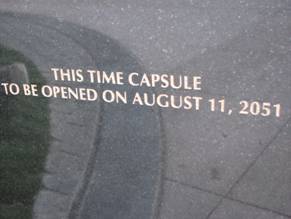 THIS TIME CAPSULE
TO BE OPENED ON AUGUST 11, 2051